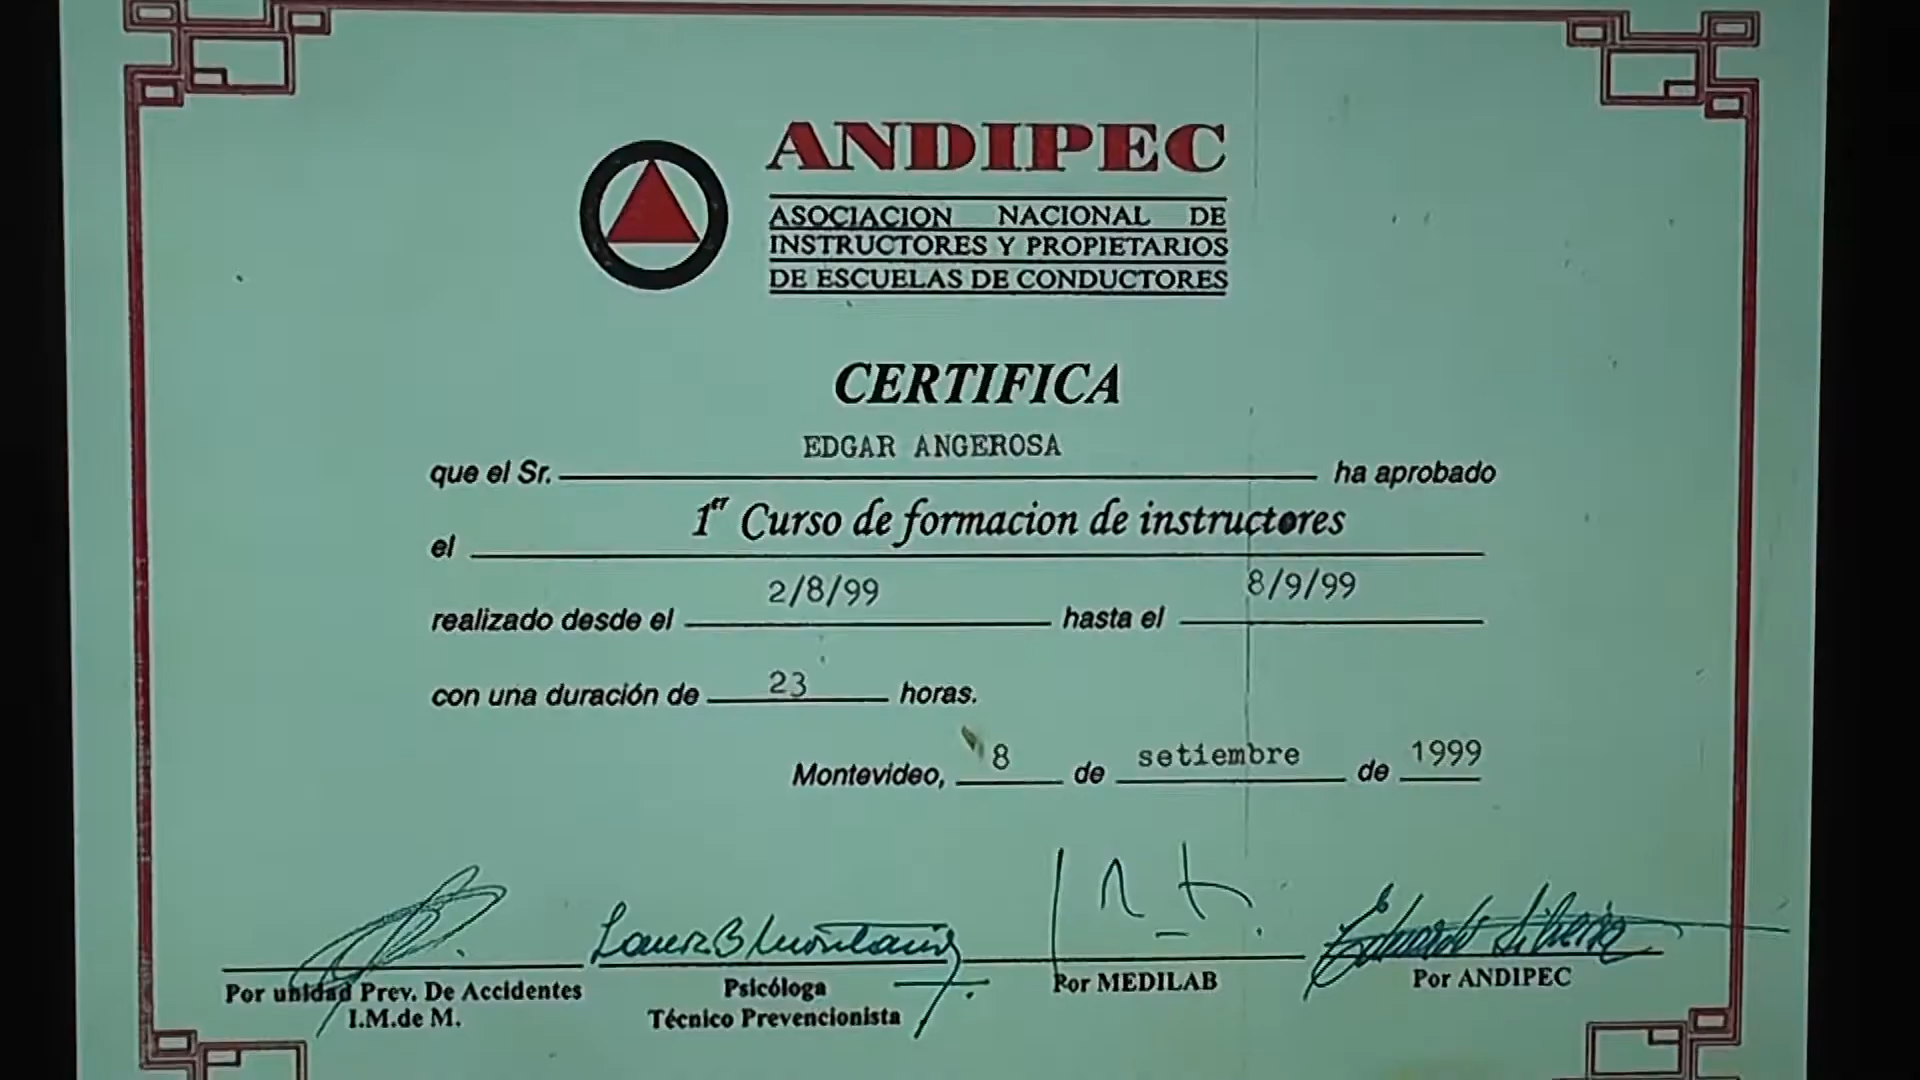 ANDIPEC
ASOCIACION NACIONAL DE
INSTRUCTORES Y PROPIETARIOS
DE ESCUELAS DE CONDUCTORES
CERTIFICA
que el Sr. EDGAR ANGEROSA ha aprobado
el 1er Curso de formacion de instructores
realizado desde el 2/8/99 hasta el 8/9/99
con una duración de 23 horas.
Montevideo, 8 de setiembre de 1999
Por unidad Prev. De Accidentes
I.M.de M.
Psicóloga
Técnico Prevencionista
Por MEDILAB
Por ANDIPEC